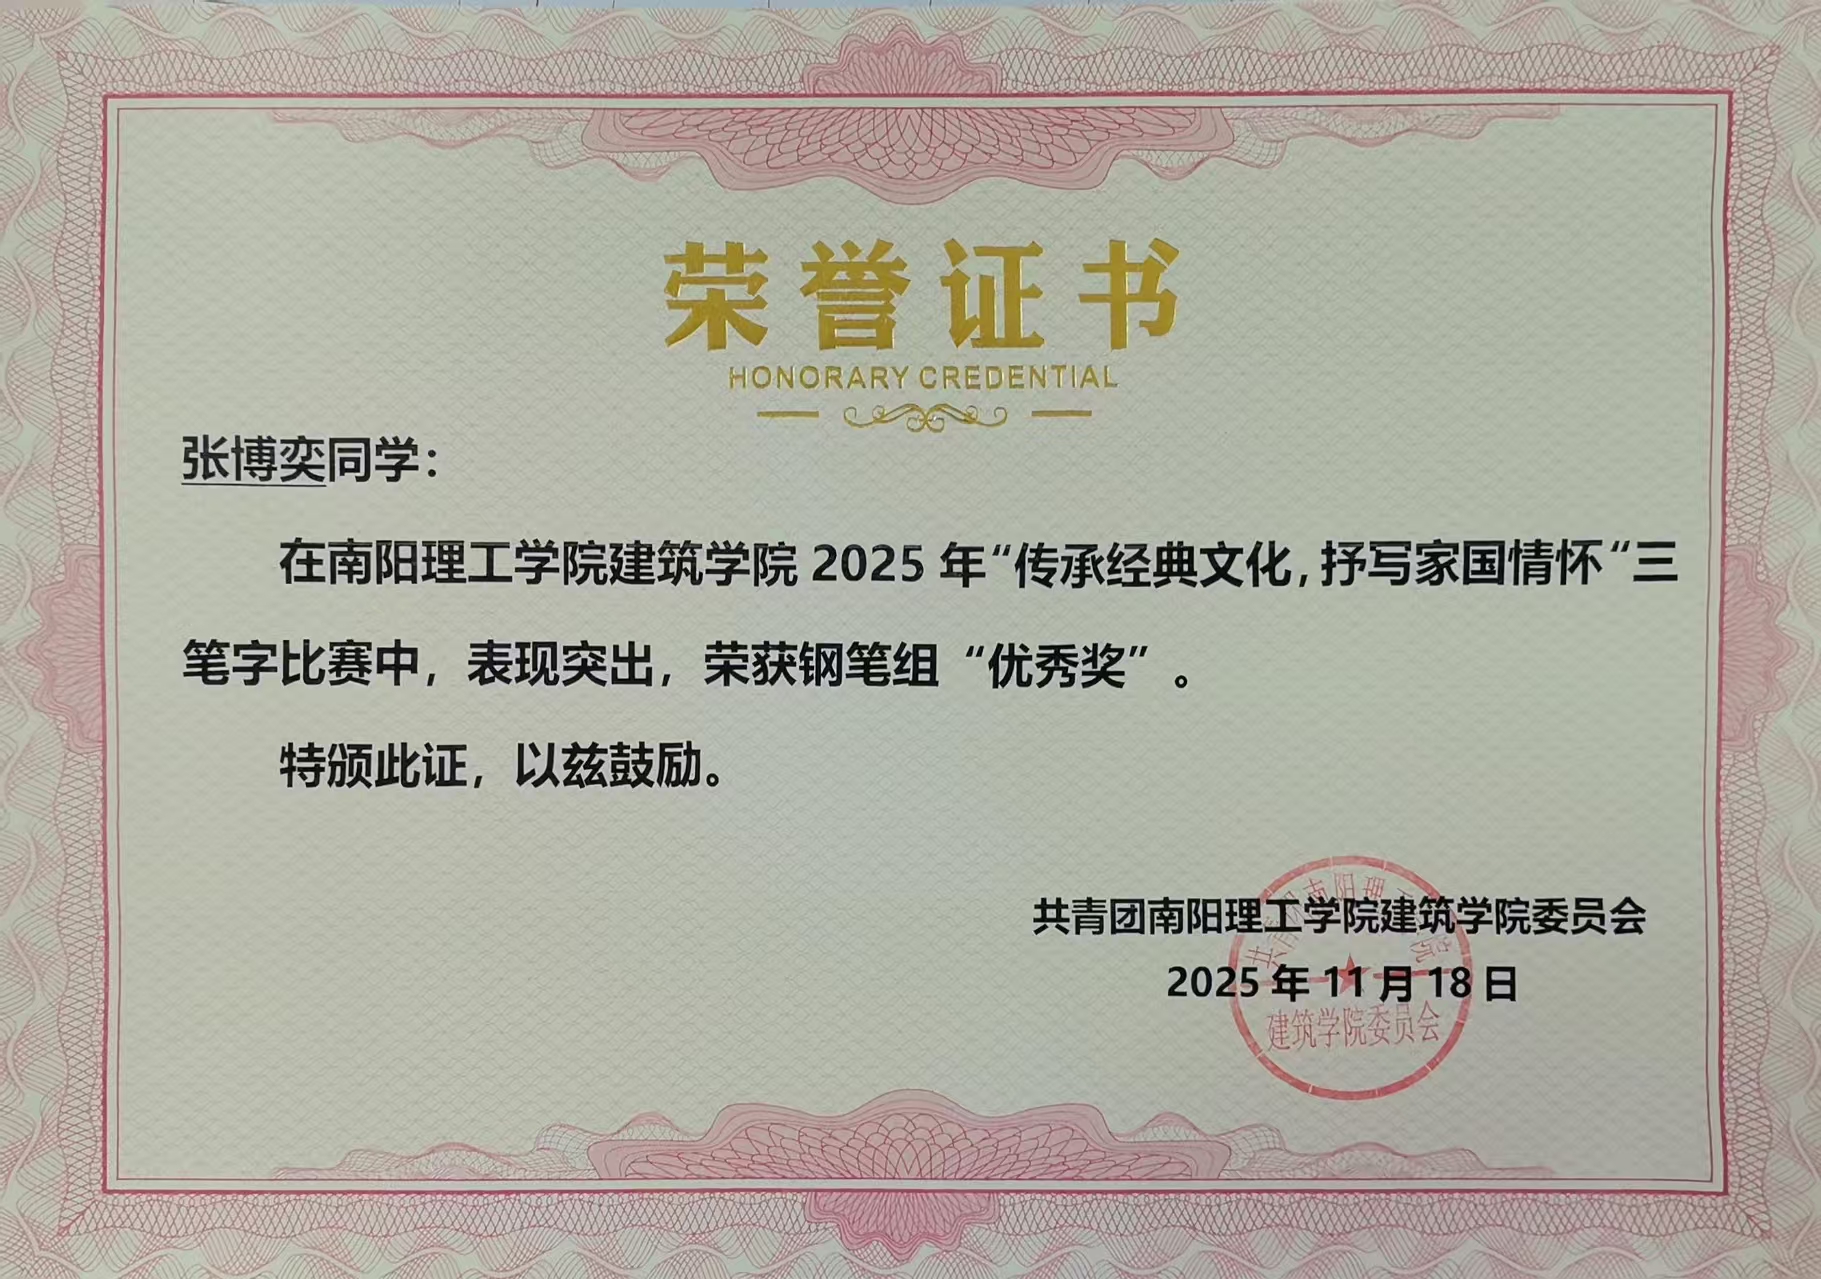 荣誉证书
HONORARY CREDENTIAL
张博奕同学：
在南阳理工学院建筑学院 2025 年“传承经典文化，抒写家国情怀“三
笔字比赛中，表现突出，荣获钢笔组“优秀奖”。
特颁此证，以兹鼓励。
共青团南阳理工学院建筑学院委员会
2025 年 11 月 18 日
建筑学院委员会